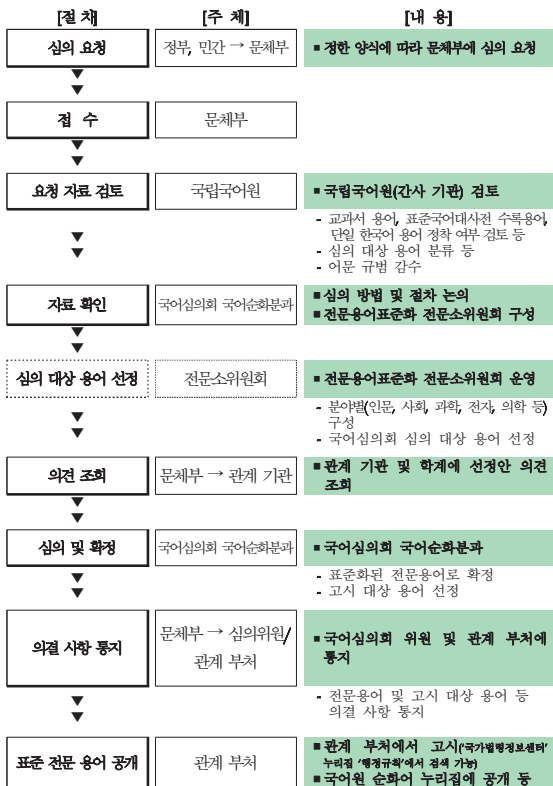 [절 차]
[주 체]
[내 용]
심의 요청
정부, 민간 → 문체부
▪ 정한 양식에 따라 문체부에 심의 요청
접 수
문체부
요청 자료 검토
국립국어원
▪ 국립국어원(간사 기관) 검토
- 교과서 용어, 표준국어대사전 수록용어,
단일 한국어 용어 정착 여부 검토 등
- 심의 대상 용어 분류 등
- 어문 규범 감수
자료 확인
국어심의회 국어순화분과
▪ 심의 방법 및 절차 논의
▪ 전문용어표준화 전문소위원회 구성
심의 대상 용어 선정
전문소위원회
▪ 전문용어표준화 전문소위원회 운영
- 분야별(인문, 사회, 과학, 전자, 의학 등)
구성
- 국어심의회 심의 대상 용어 선정
의견 조회
문체부 → 관계 기관
▪ 관계 기관 및 학계에 선정안 의견
조회
심의 및 확정
국어심의회 국어순화분과
▪ 국어심의회 국어순화분과
- 표준화된 전문용어로 확정
- 고시 대상 용어 선정
의결 사항 통지
문체부 → 심의위원/
관계 부처
▪ 국어심의회 위원 및 관계 부처에
통지
- 전문용어 및 고시 대상 용어 등
의결 사항 통지
표준 전문 용어 공개
관계 부처
▪ 관계 부처에서 고시('국가법령정보센터'
누리집 '행정규칙'에서 검색 가능)
▪ 국어원 순화어 누리집에 공개 등